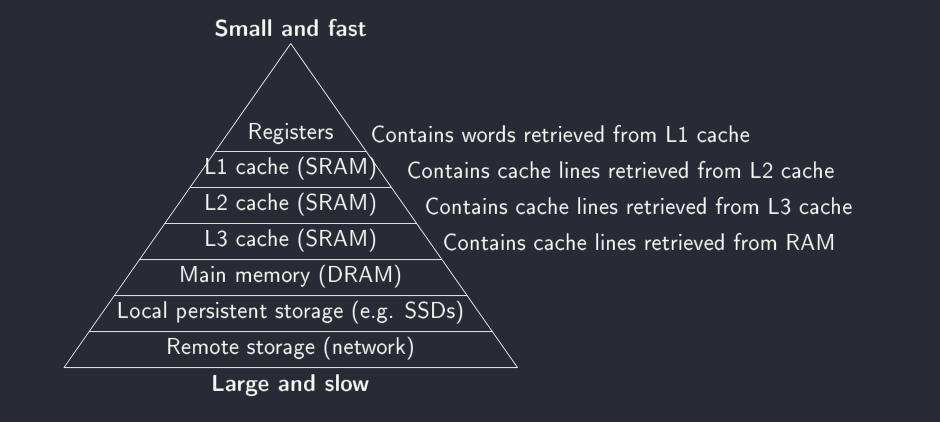 Small and fast
Registers
Contains words retrieved from L1 cache
L1 cache (SRAM)
Contains cache lines retrieved from L2 cache
L2 cache (SRAM)
Contains cache lines retrieved from L3 cache
L3 cache (SRAM)
Contains cache lines retrieved from RAM
Main memory (DRAM)
Local persistent storage (e.g. SSDs)
Remote storage (network)
Large and slow